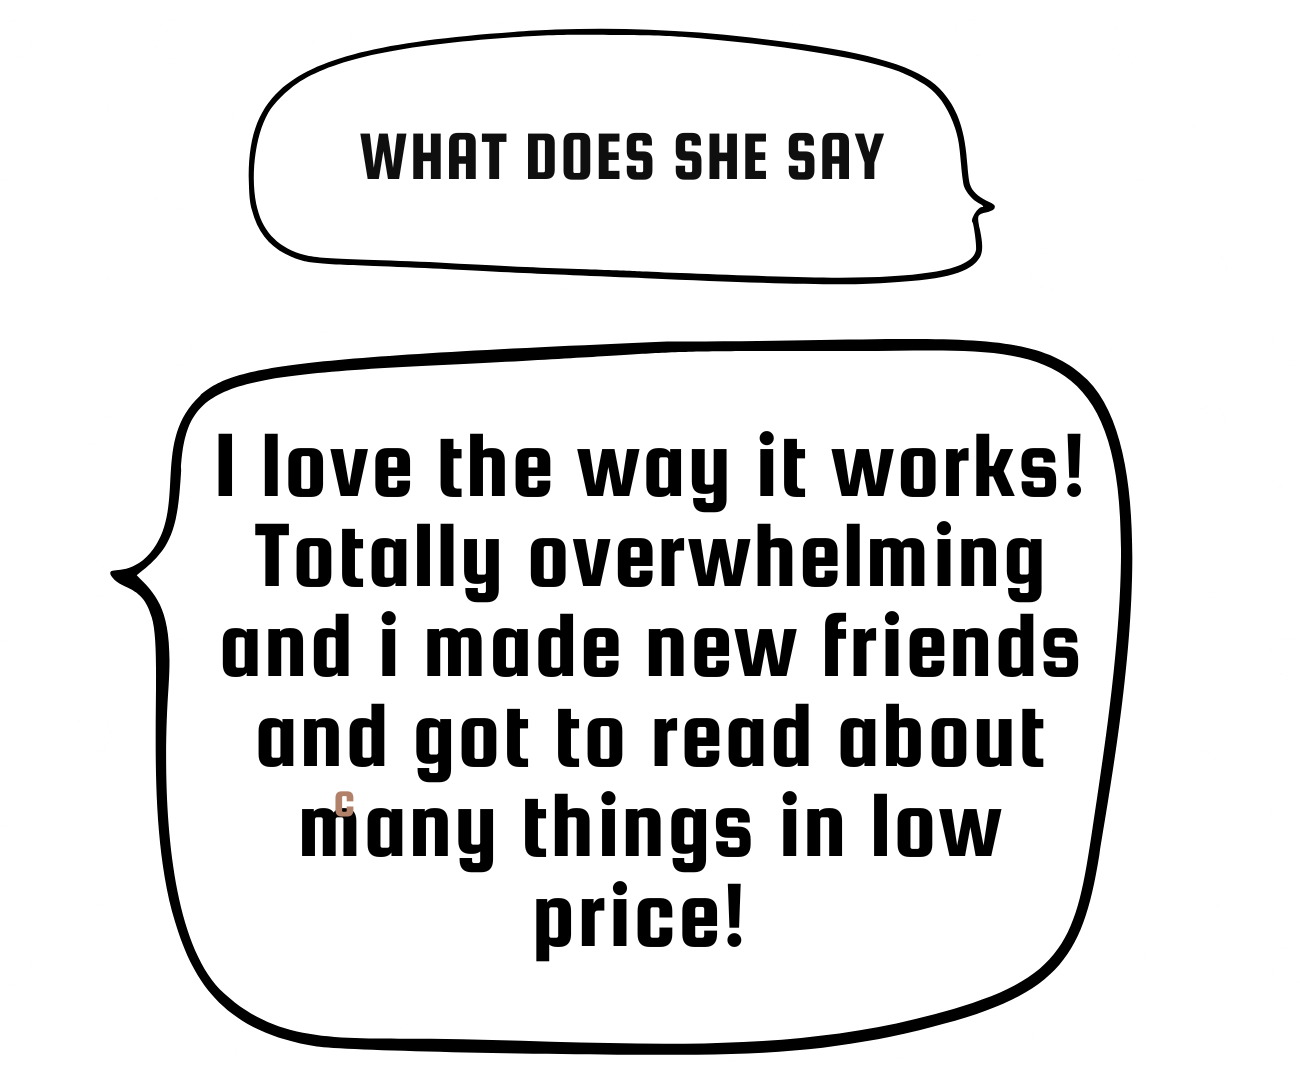 WHAT DOES SHE SAY
I love the way it works!
Totally overwhelming
and i made new friends
and got to read about
c
many things in low
price!